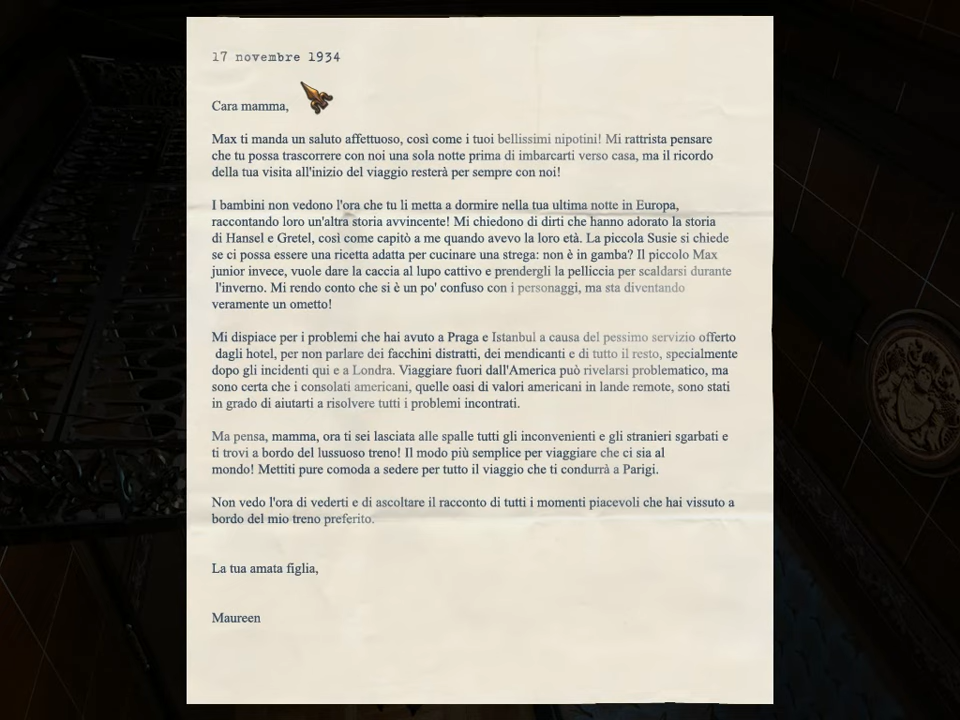 17 novembre 1934
Cara mamma,
Max ti manda un saluto affettuoso, così come i tuoi bellissimi nipotini! Mi rattrista pensare
che tu possa trascorrere con noi una sola notte prima di imbarcarti verso casa, ma il ricordo
della tua visita all'inizio del viaggio resterà per sempre con noi!
I bambini non vedono l'ora che tu li metta a dormire nella tua ultima notte in Europa,
raccontando loro un'altra storia avvincente! Mi chiedono di dirti che hanno adorato la storia
di Hansel e Gretel, così come capitò a me quando avevo la loro età. La piccola Susie si chiede
se ci possa essere una ricetta adatta per cucinare una strega: non è in gamba? Il piccolo Max
junior invece, vuole dare la caccia al lupo cattivo e prendergli la pelliccia per scaldarsi durante
l'inverno. Mi rendo conto che si è un po' confuso con i personaggi, ma sta diventando
veramente un ometto!
Mi dispiace per i problemi che hai avuto a Praga e Istanbul a causa del pessimo servizio offerto
dagli hotel, per non parlare dei facchini distratti, dei mendicanti e di tutto il resto, specialmente
dopo gli incidenti qui e a Londra. Viaggiare fuori dall'America può rivelarsi problematico, ma
sono certa che i consolati americani, quelle oasi di valori americani in lande remote, sono stati
in grado di aiutarti a risolvere tutti i problemi incontrati.
Ma pensa, mamma, ora ti sei lasciata alle spalle tutti gli inconvenienti e gli stranieri sgarbati e
ti trovi a bordo del lussuoso treno! Il modo più semplice per viaggiare che ci sia al
mondo! Mettiti pure comoda a sedere per tutto il viaggio che ti condurrà a Parigi.
Non vedo l'ora di vederti e di ascoltare il racconto di tutti i momenti piacevoli che hai vissuto a
bordo del mio treno preferito.
La tua amata figlia,
Maureen